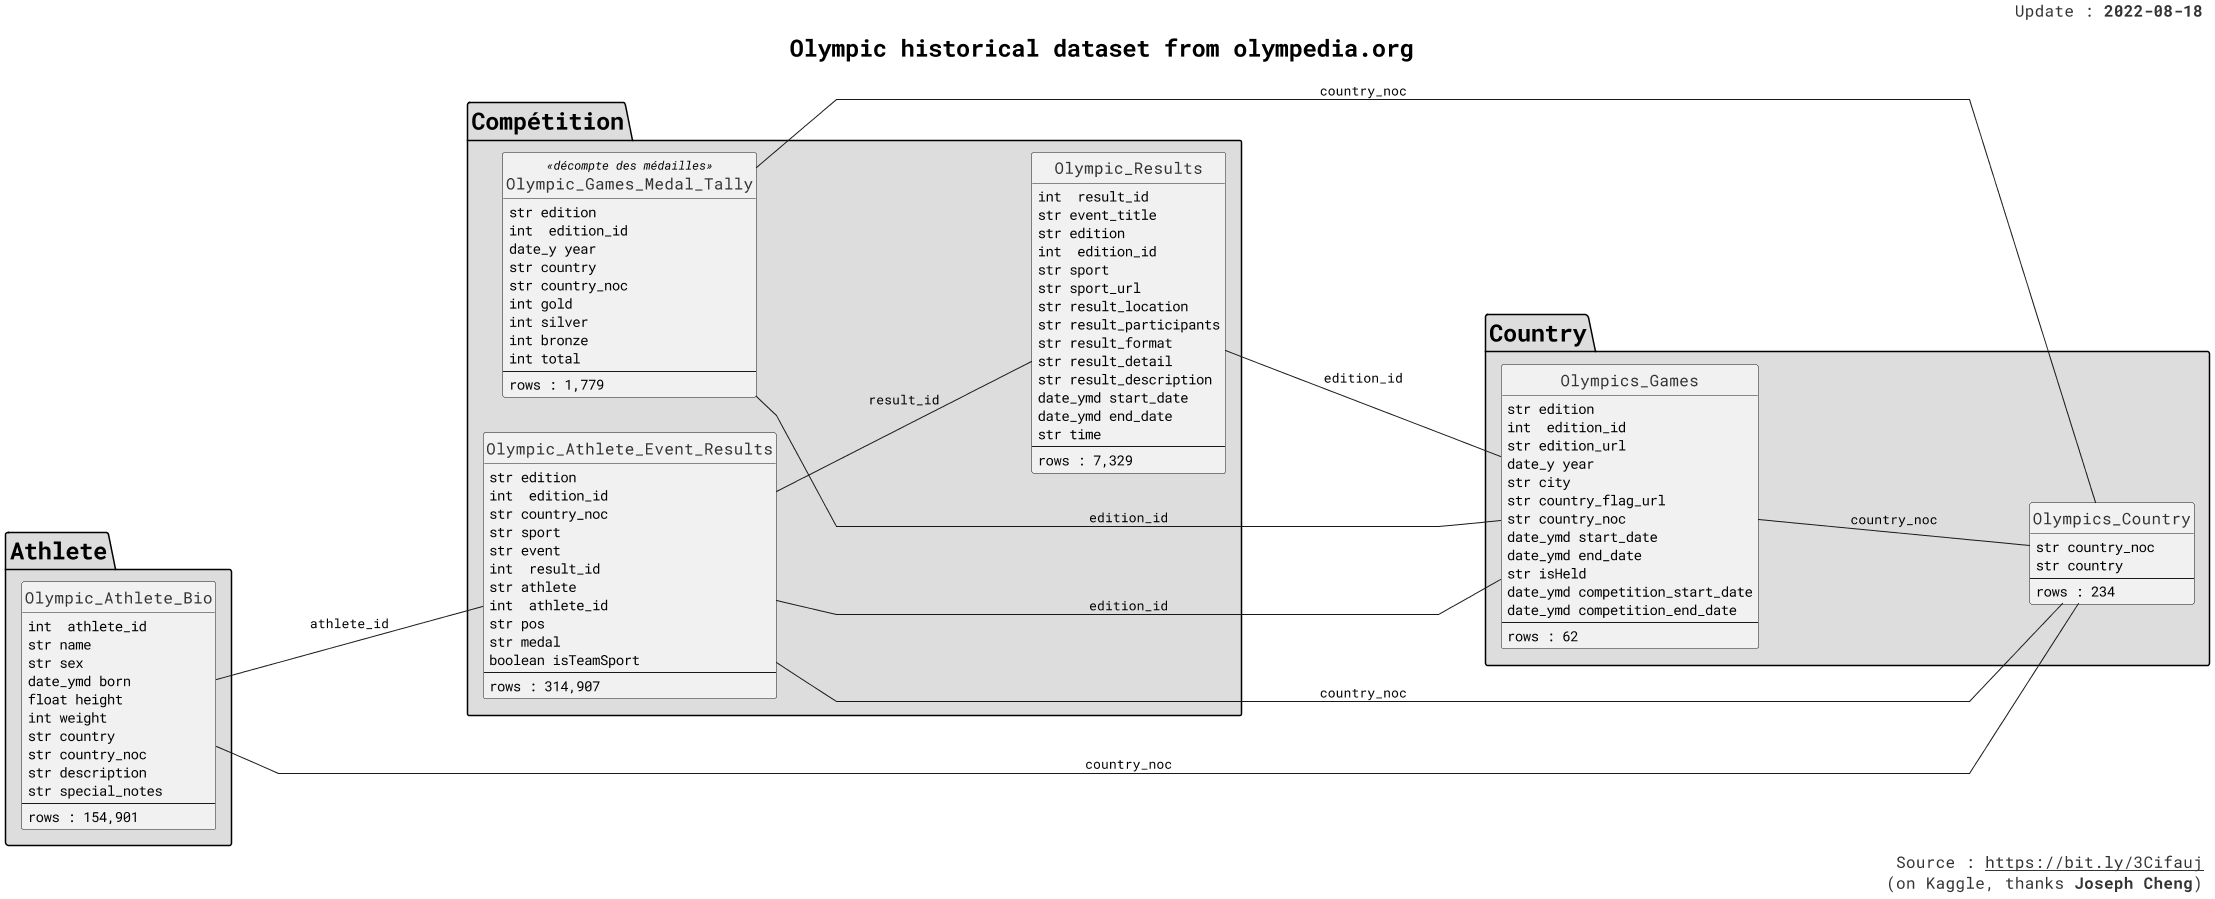 Update : 2022-08-18
Olympic historical dataset from olympedia.org
country_noc
Compétition
«décompte des médailles»
Olympic_Games_Medal_Tally
str edition
int  edition_id
date_y year
str country
str country_noc
int gold
int silver
int bronze
int total
rows : 1,779
Olympic_Results
int  result_id
str event_title
str edition
int  edition_id
str sport
str sport_url
str result_location
str result_participants
str result_format
str result_detail
str result_description
date_ymd start_date
date_ymd end_date
str time
rows : 7,329
result_id
edition_id
Olympic_Athlete_Event_Results
str edition
int  edition_id
str country_noc
str sport
str event
int  result_id
str athlete
int  athlete_id
str pos
str medal
boolean isTeamSport
rows : 314,907
edition_id
edition_id
country_noc
Country
Olympics_Games
str edition
int  edition_id
str edition_url
date_y year
str city
str country_flag_url
str country_noc
date_ymd start_date
date_ymd end_date
str isHeld
date_ymd competition_start_date
date_ymd competition_end_date
rows : 62
country_noc
Olympics_Country
str country_noc
str country
rows : 234
Athlete
Olympic_Athlete_Bio
int  athlete_id
str name
str sex
date_ymd born
float height
int weight
str country
str country_noc
str description
str special_notes
rows : 154,901
athlete_id
country_noc
Source : https://bit.ly/3Cifauj
(on Kaggle, thanks Joseph Cheng)